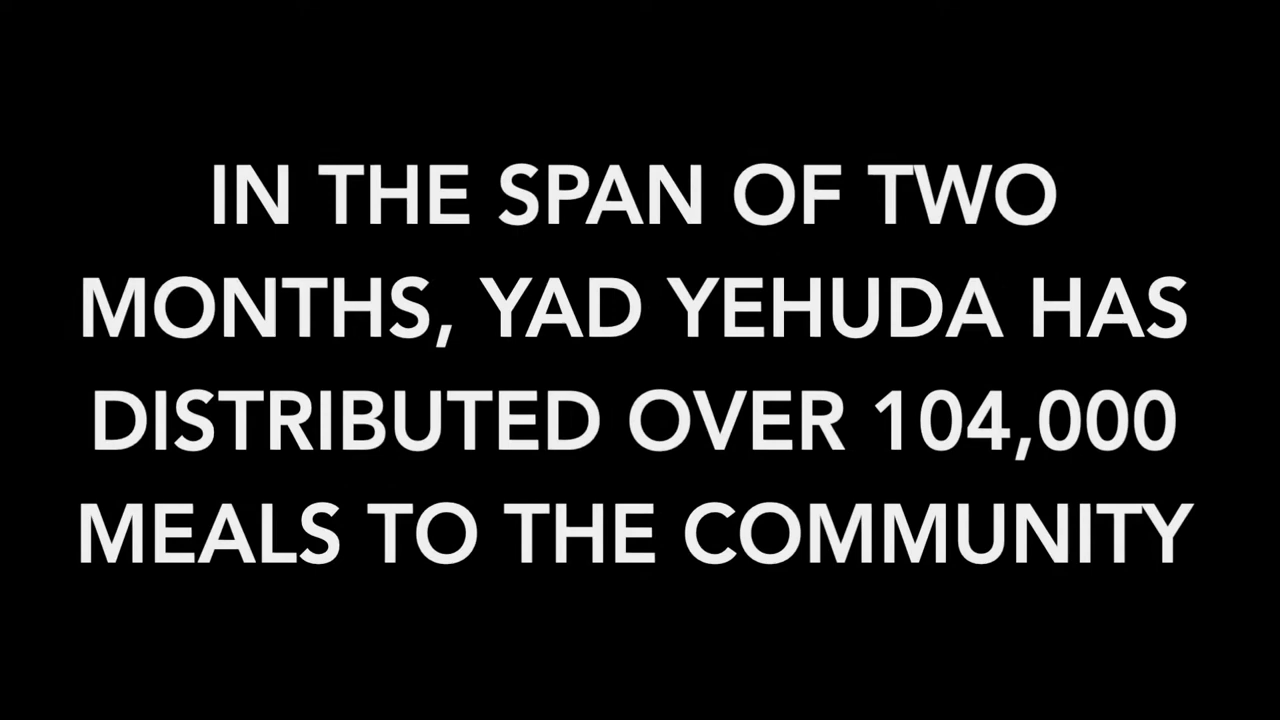 IN THE SPAN OF TWO
MONTHS, YAD YEHUDA HAS
DISTRIBUTED OVER 104,000
MEALS TO THE COMMUNITY